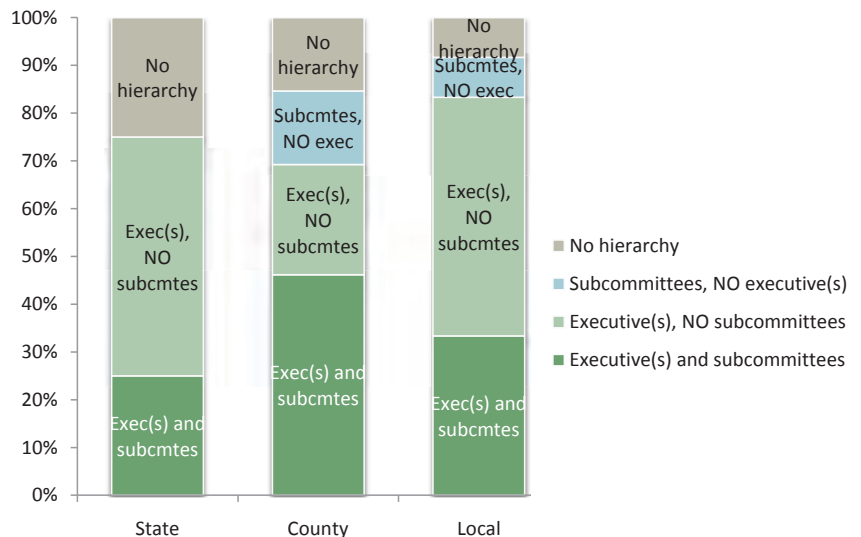 100%
90%
80%
70%
60%
50%
40%
30%
20%
10%
0%
No
hierarchy
Exec(s),
NO
subcmtes
Exec(s) and
subcmtes
No
hierarchy
Subcmtes,
NO exec
Exec(s),
NO
subcmtes
Exec(s) and
subcmtes
No
hierarchy
Subcmtes,
NO exec
Exec(s),
NO
subcmtes
Exec(s) and
subcmtes
State
County
Local
No hierarchy
Subcommittees, NO executive(s)
Executive(s), NO subcommittees
Executive(s) and subcommittees